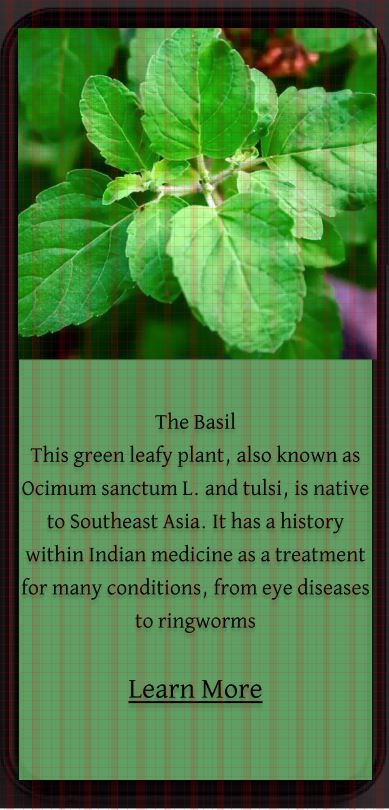 The Basil
This green leafy plant, also known as
Ocimum sanctum L. and tulsi, is native
to Southeast Asia. It has a history
within Indian medicine as a treatment
for many conditions, from eye diseases
to ringworms
Learn More